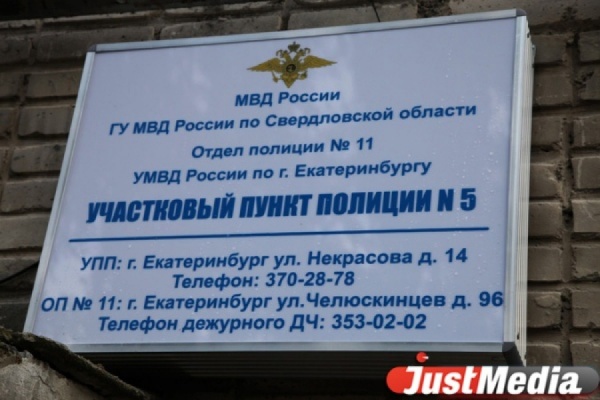 МВД России
ГУ МВД России по Свердловской области
Отдел полиции № 11
УМВД России по г. Екатеринбургу
УЧАСТКОВЫЙ ПУНКТ ПОЛИЦИИ N 5
УПП: г. Екатеринбург ул. Некрасова д. 14
Телефон: 370-28-78
ОП № 11: г. Екатеринбург ул.Челюскинцев д. 96
Телефон дежурного ДЧ: 353-02-02
JustMedia